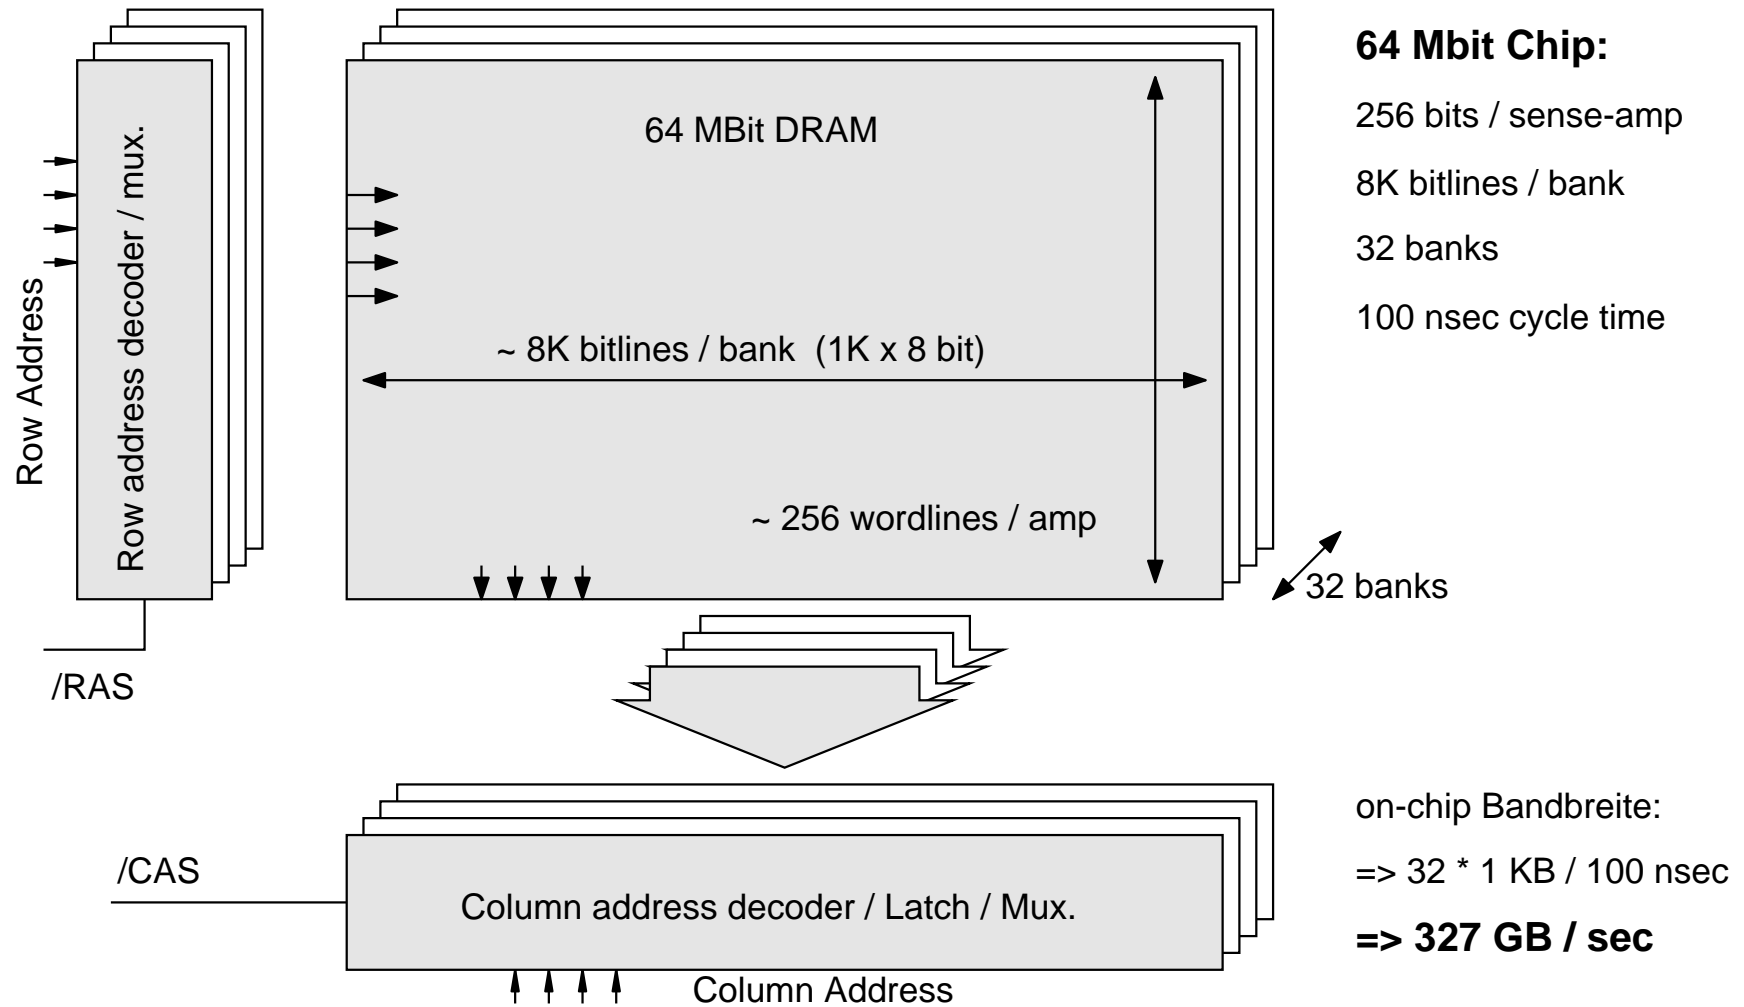 64 Mbit Chip:
256 bits / sense-amp
8K bitlines / bank
32 banks
100 nsec cycle time
64 MBit DRAM
Row Address
Row address decoder / mux.
~ 8K bitlines / bank (1K x 8 bit)
~ 256 wordlines / amp
32 banks
/RAS
/CAS
Column address decoder / Latch / Mux.
Column Address
on-chip Bandbreite:
=> 32 * 1 KB / 100 nsec
=> 327 GB / sec